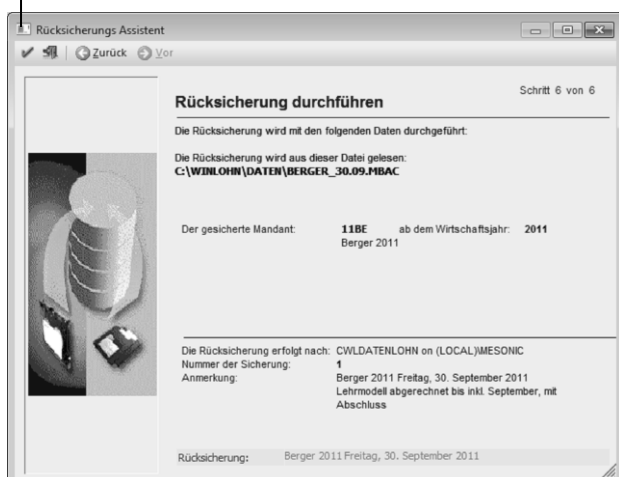 Rücksicherungs Assistent
Zurück Vor
Schritt 6 von 6
Rücksicherung durchführen
Die Rücksicherung wird mit den folgenden Daten durchgeführt:
Die Rücksicherung wird aus dieser Datei gelesen:
C:\WINLOHN\DATEN\BERGER_30.09.MBAC
Der gesicherte Mandant: 11BE ab dem Wirtschaftsjahr: 2011
Berger 2011
Die Rücksicherung erfolgt nach: CWLDATENLOHN on (LOCAL)\MESONIC
Nummer der Sicherung: 1
Anmerkung: Berger 2011 Freitag, 30. September 2011
Lehrmodell abgerechnet bis inkl. September, mit
Abschluss
Rücksicherung: Berger 2011 Freitag, 30. September 2011